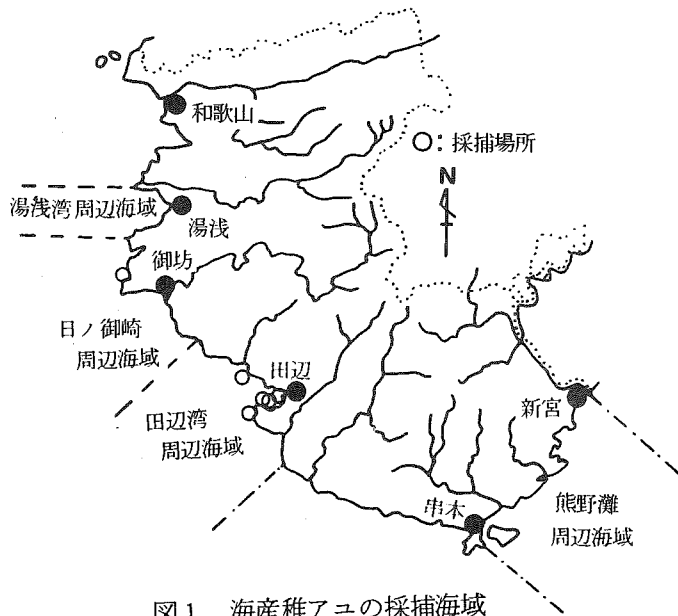 和歌山
○: 採捕場所
N
湯浅湾周辺海域
湯浅
御坊
日ノ御崎
周辺海域
田辺
田辺湾
周辺海域
新宮
串本
熊野灘
周辺海域
図1 海産稚アユの採捕海域